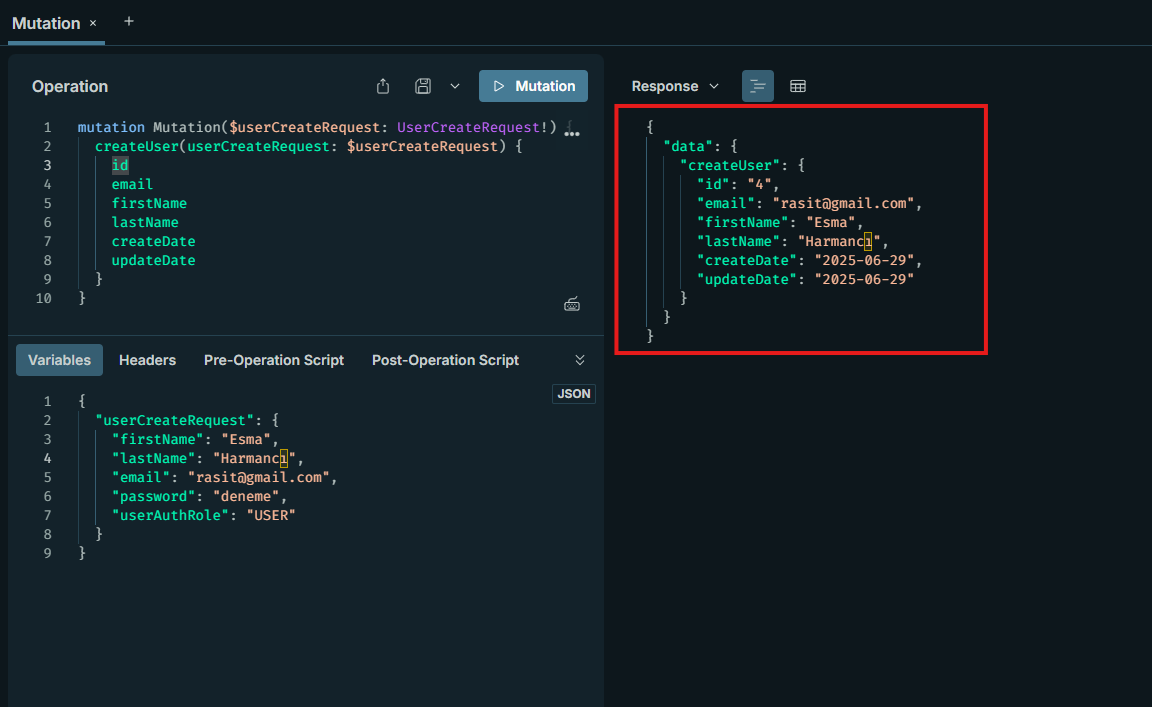 Mutation × +
Operation
Mutation
1 mutation Mutation($userCreateRequest: UserCreateRequest!) { ...
2 createUser(userCreateRequest: $userCreateRequest) {
3 id
4 email
5 firstName
6 lastName
7 createDate
8 updateDate
9 }
10 }
Variables Headers Pre-Operation Script Post-Operation Script
JSON
1 {
2 "userCreateRequest": {
3 "firstName": "Esma",
4 "lastName": "Harmancı",
5 "email": "rasit@gmail.com",
6 "password": "deneme",
7 "userAuthRole": "USER"
8 }
9 }
Response
{
"data": {
"createUser": {
"id": "4",
"email": "rasit@gmail.com",
"firstName": "Esma",
"lastName": "Harmancı",
"createDate": "2025-06-29",
"updateDate": "2025-06-29"
}
}
}